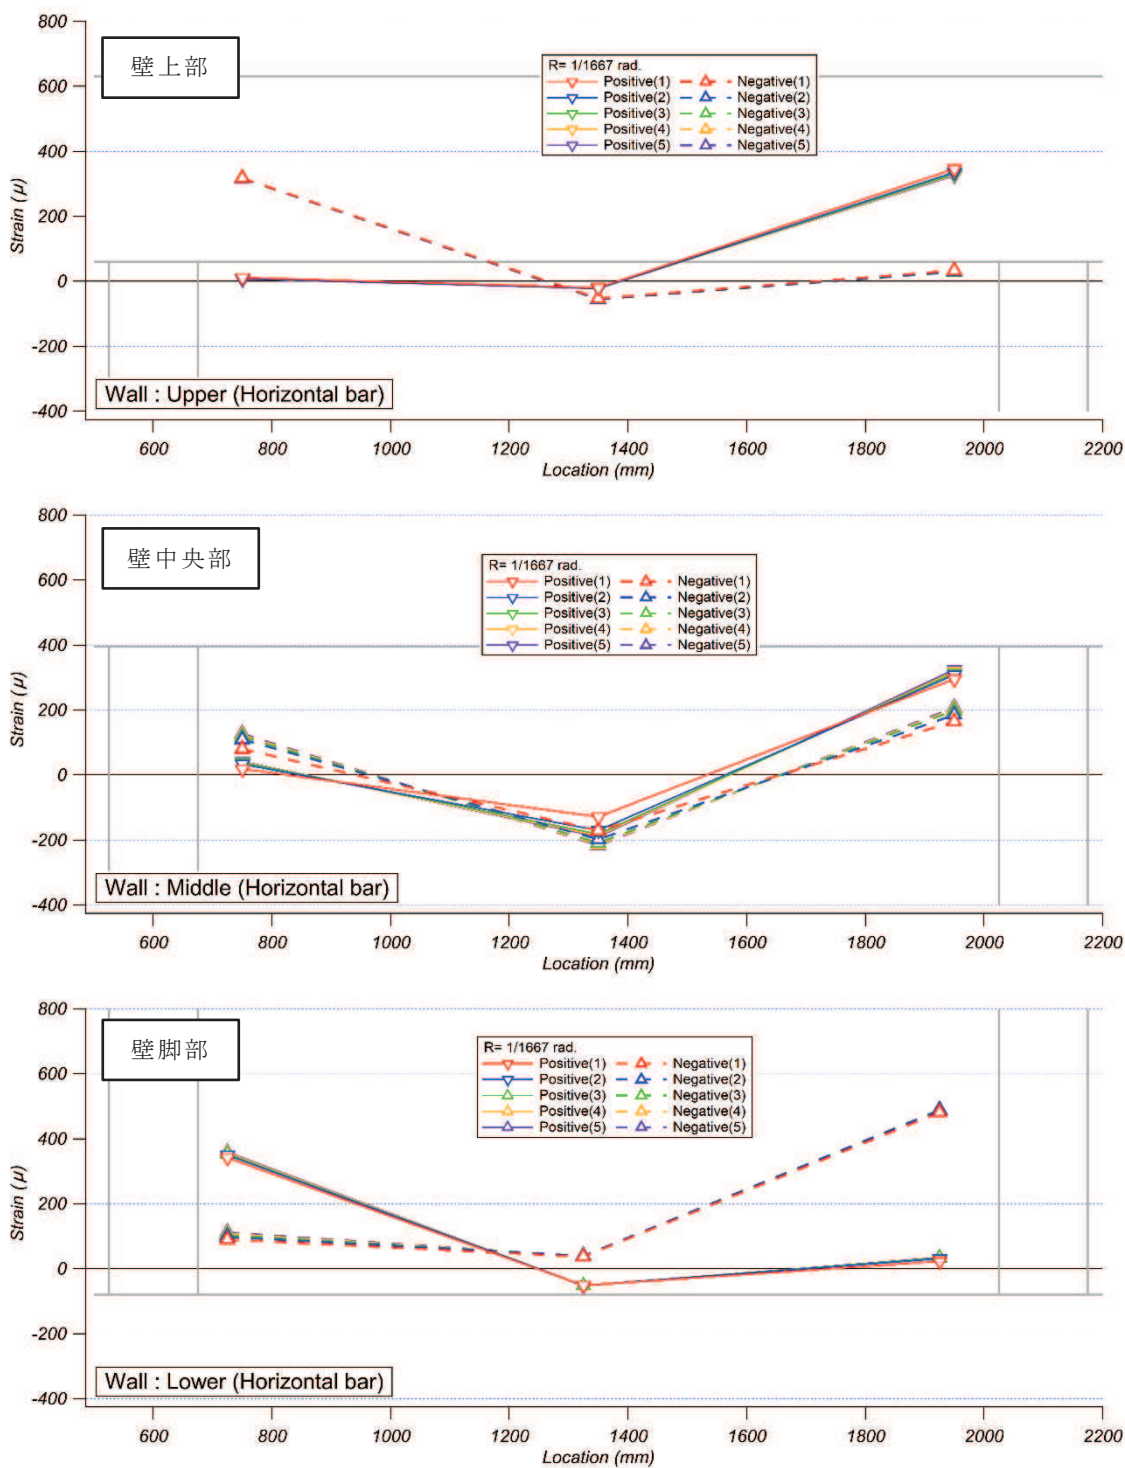 800
600
400
200
0
-200
-400
Strain (μ)
壁上部
R= 1/1667 rad.
Positive(1) Negative(1)
Positive(2) Negative(2)
Positive(3) Negative(3)
Positive(4) Negative(4)
Positive(5) Negative(5)
Wall : Upper (Horizontal bar)
600 800 1000 1200 1400 1600 1800 2000 2200
Location (mm)
800
600
400
200
0
-200
-400
Strain (μ)
壁中央部
R= 1/1667 rad.
Positive(1) Negative(1)
Positive(2) Negative(2)
Positive(3) Negative(3)
Positive(4) Negative(4)
Positive(5) Negative(5)
Wall : Middle (Horizontal bar)
600 800 1000 1200 1400 1600 1800 2000 2200
Location (mm)
800
600
400
200
0
-200
-400
Strain (μ)
壁脚部
R= 1/1667 rad.
Positive(1) Negative(1)
Positive(2) Negative(2)
Positive(3) Negative(3)
Positive(4) Negative(4)
Positive(5) Negative(5)
Wall : Lower (Horizontal bar)
600 800 1000 1200 1400 1600 1800 2000 2200
Location (mm)